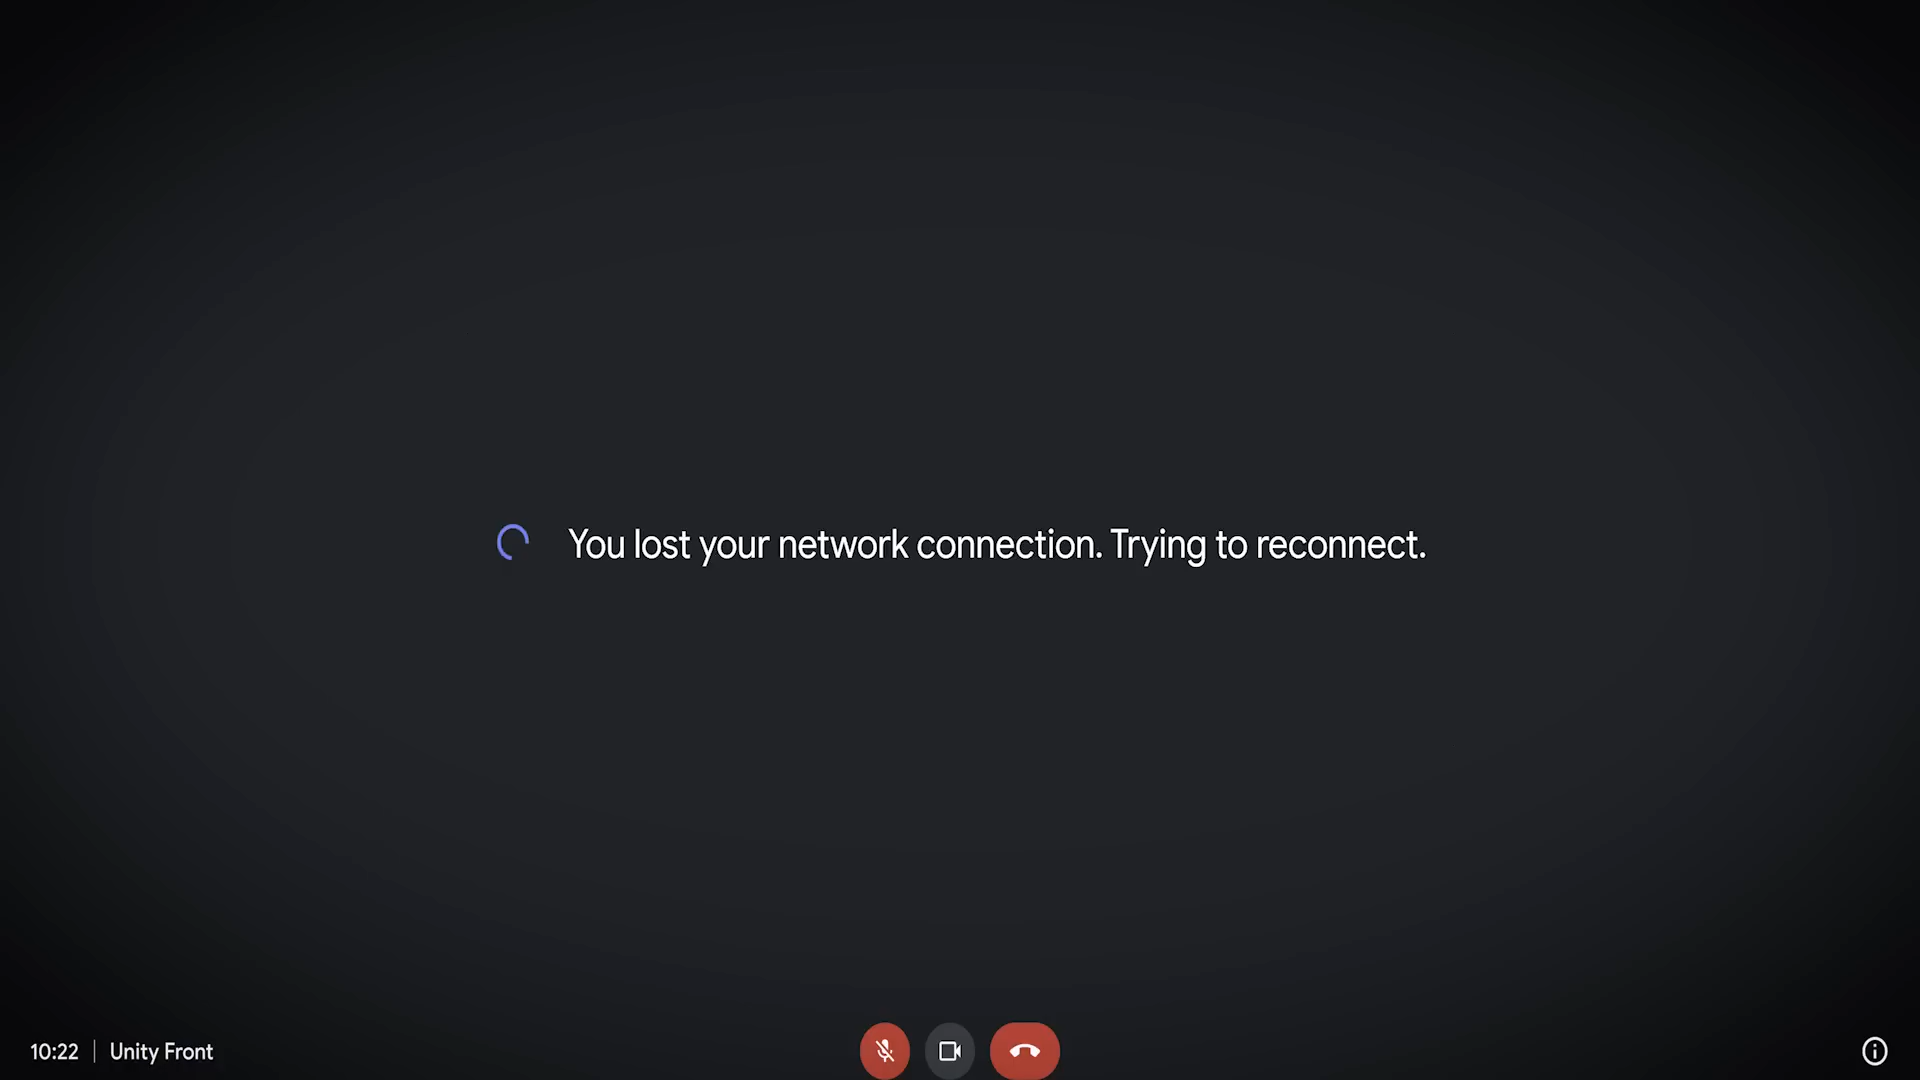 You lost your network connection. Trying to reconnect.
10:22 | Unity Front